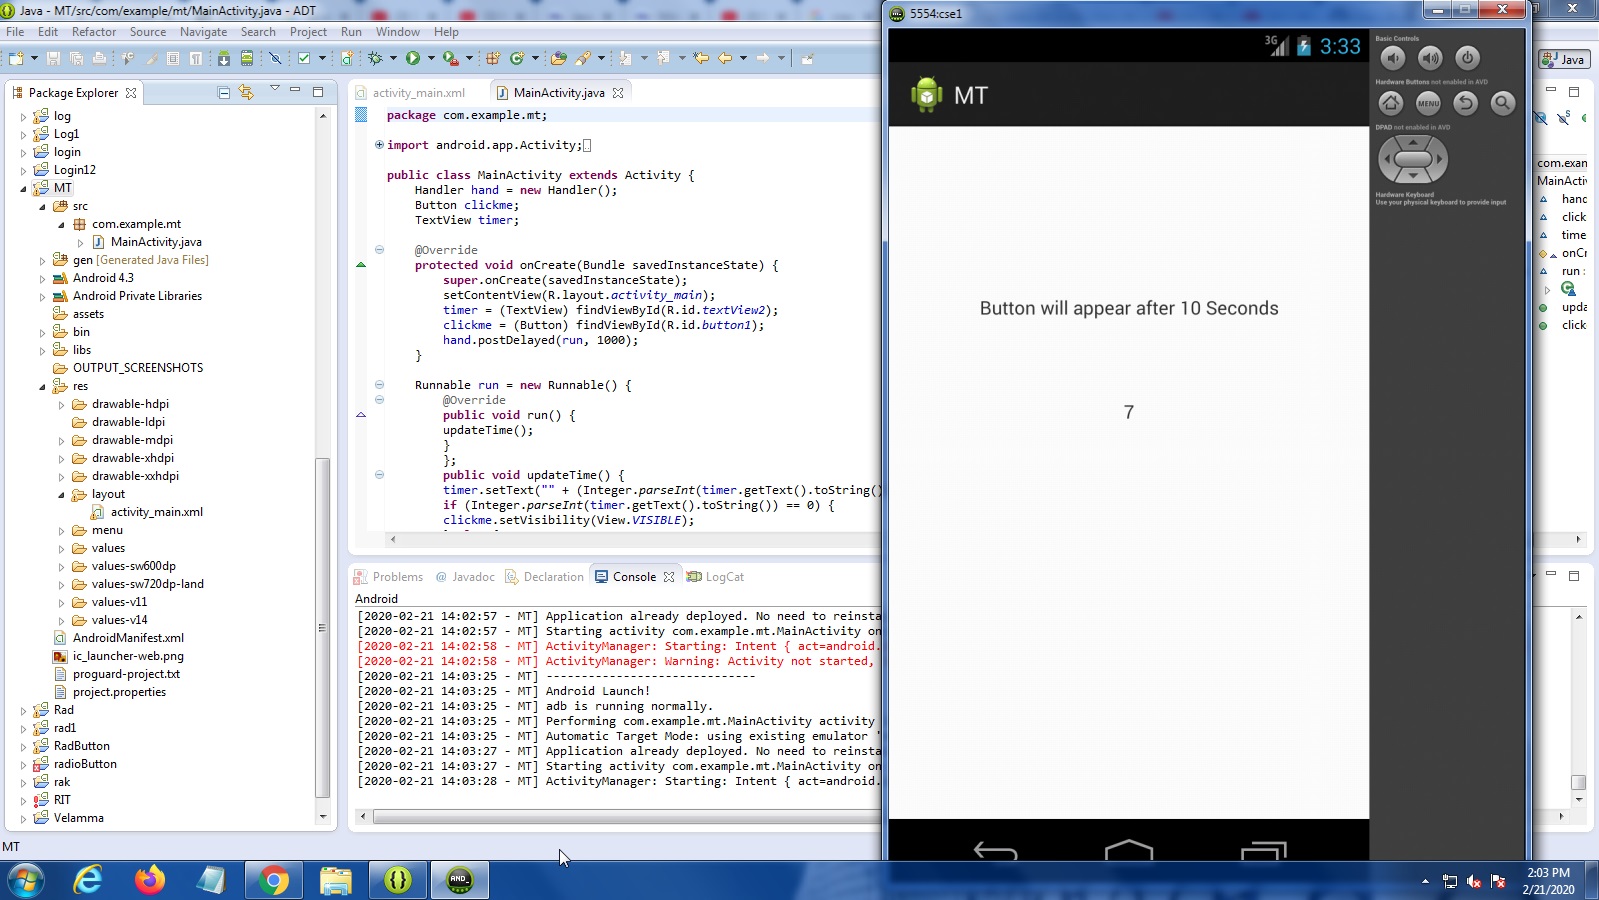 Java - MT/src/com/example/mt/MainActivity.java - ADT
File Edit Refactor Source Navigate Search Project Run Window Help
Java
Package Explorer
log
Log1
login
Login12
MT
src
com.example.mt
MainActivity.java
gen [Generated Java Files]
Android 4.3
Android Private Libraries
assets
bin
libs
OUTPUT_SCREENSHOTS
res
drawable-hdpi
drawable-ldpi
drawable-mdpi
drawable-xhdpi
drawable-xxhdpi
layout
activity_main.xml
menu
values
values-sw600dp
values-sw720dp-land
values-v11
values-v14
AndroidManifest.xml
ic_launcher-web.png
proguard-project.txt
project.properties
Rad
rad1
RadButton
radioButton
rak
RIT
Velamma
MT
activity_main.xml MainActivity.java
package com.example.mt;
import android.app.Activity;
public class MainActivity extends Activity {
Handler hand = new Handler();
Button clickme;
TextView timer;
@Override
protected void onCreate(Bundle savedInstanceState) {
super.onCreate(savedInstanceState);
setContentView(R.layout.activity_main);
timer = (TextView) findViewById(R.id.textView2);
clickme = (Button) findViewById(R.id.button1);
hand.postDelayed(run, 1000);
}
Runnable run = new Runnable() {
@Override
public void run() {
updateTime();
}
};
public void updateTime() {
timer.setText("" + (Integer.parseInt(timer.getText().toString()
if (Integer.parseInt(timer.getText().toString()) == 0) {
clickme.setVisibility(View.VISIBLE);
Problems @ Javadoc Declaration Console LogCat
Android
[2020-02-21 14:02:57 - MT] Application already deployed. No need to reinsta
[2020-02-21 14:02:57 - MT] Starting activity com.example.mt.MainActivity on
[2020-02-21 14:02:58 - MT] ActivityManager: Starting: Intent { act=android.
[2020-02-21 14:02:58 - MT] ActivityManager: Warning: Activity not started,
[2020-02-21 14:03:25 - MT] ------------------------------
[2020-02-21 14:03:25 - MT] Android Launch!
[2020-02-21 14:03:25 - MT] adb is running normally.
[2020-02-21 14:03:25 - MT] Performing com.example.mt.MainActivity activity
[2020-02-21 14:03:25 - MT] Automatic Target Mode: using existing emulator '
[2020-02-21 14:03:27 - MT] Application already deployed. No need to reinsta
[2020-02-21 14:03:27 - MT] Starting activity com.example.mt.MainActivity on
[2020-02-21 14:03:28 - MT] ActivityManager: Starting: Intent { act=android.
5554:cse1
3G 3:33
MT
Button will appear after 10 Seconds
7
Basic Controls
Hardware Buttons not enabled in AVD
MENU
DPAD not enabled in AVD
Hardware Keyboard
Use your physical keyboard to provide input
com.exan
MainActiv
hand
click
time
onCr
run :
upda
click
AND_
2:03 PM
2/21/2020